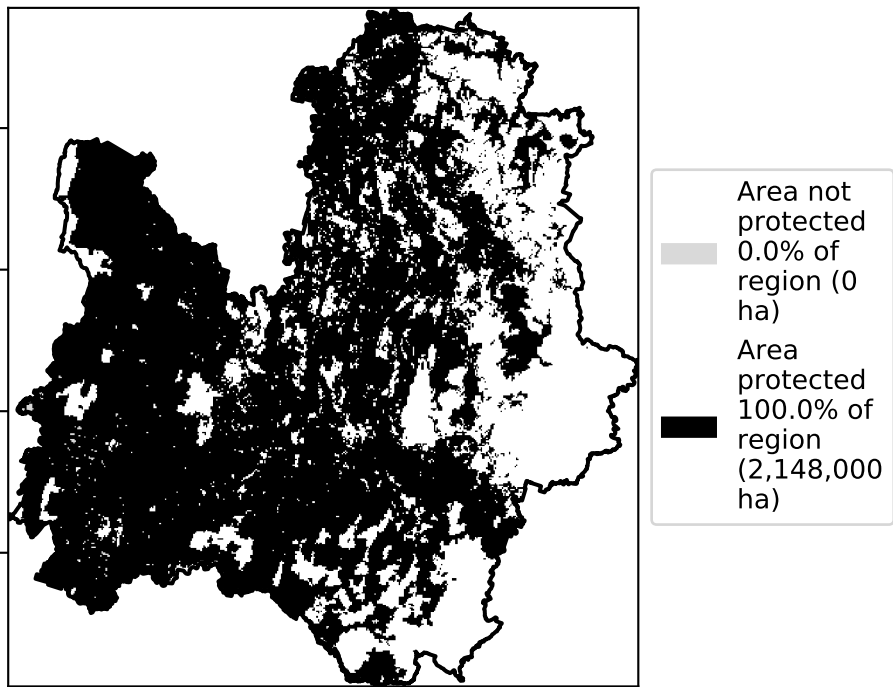 Area not
protected
0.0% of
region (0
ha)
Area
protected
100.0% of
region
(2,148,000
ha)